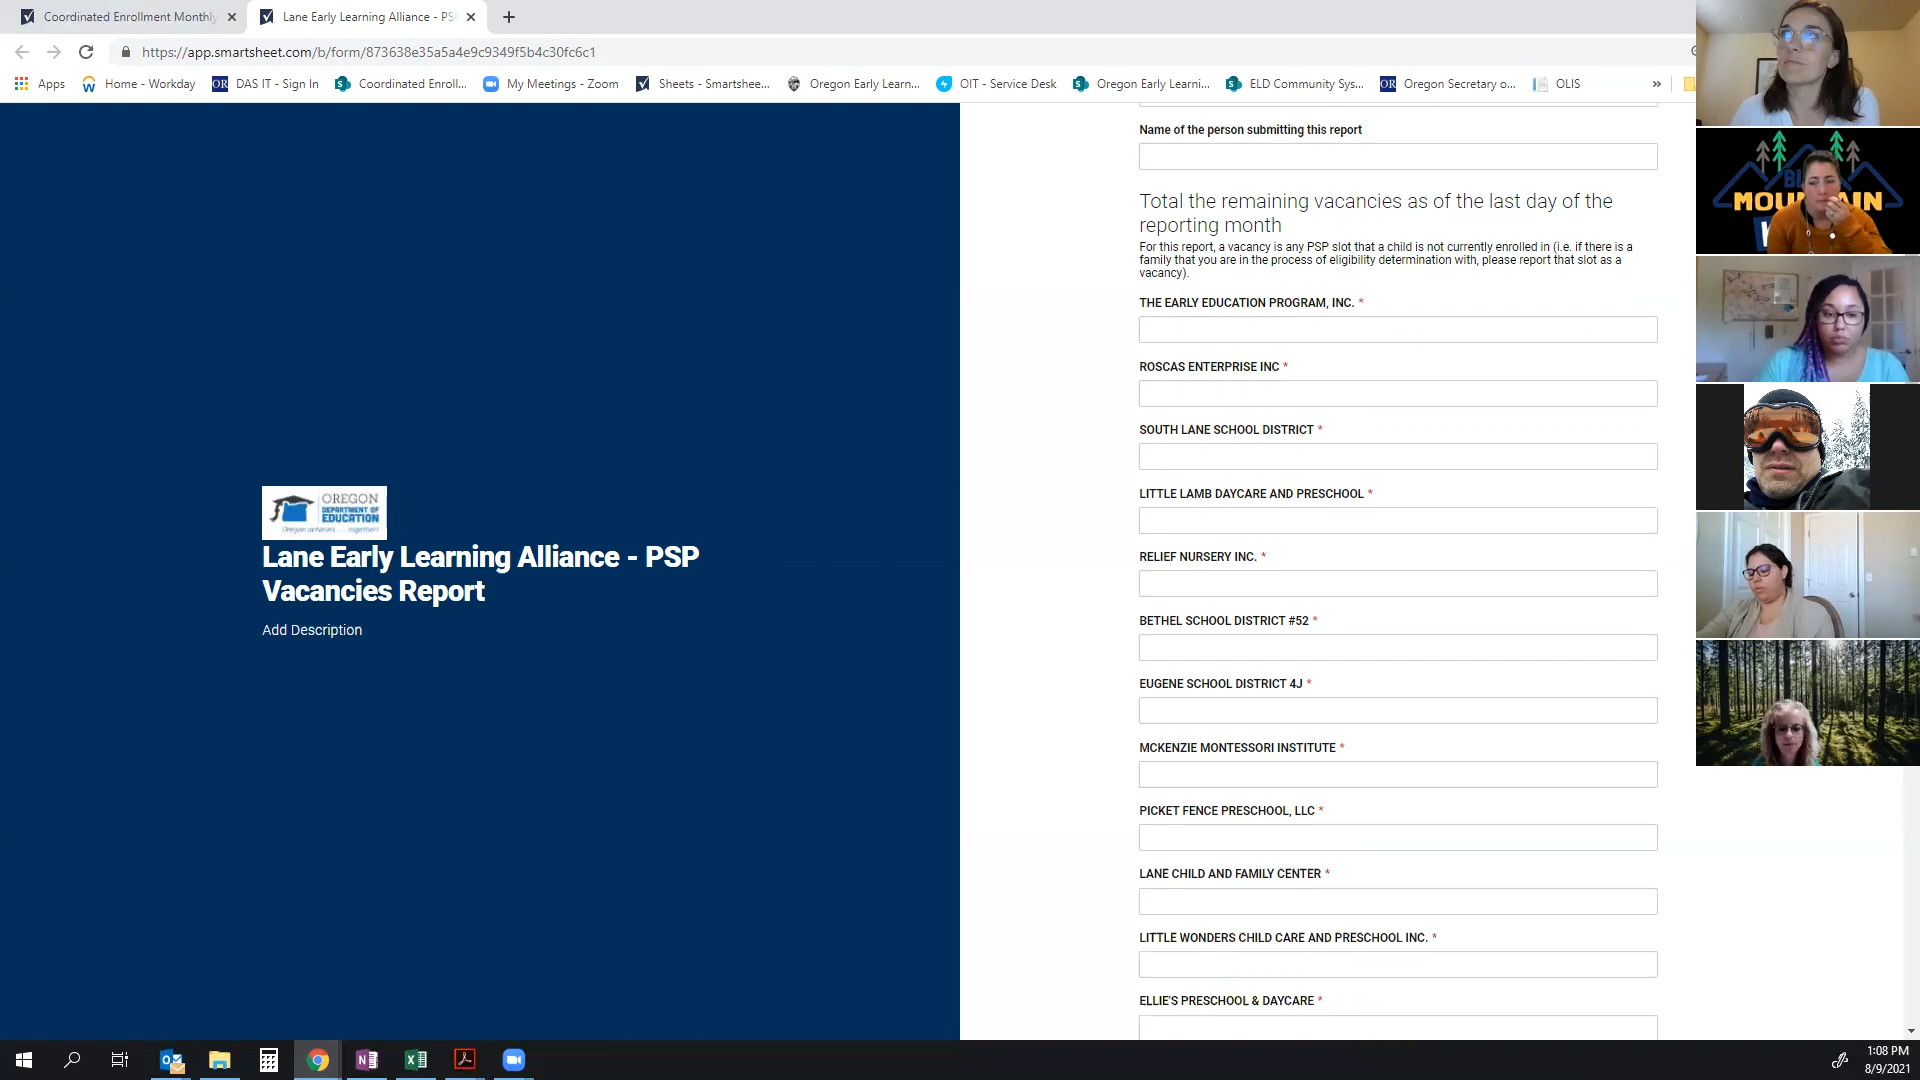 Coordinated Enrollment Monthly
Lane Early Learning Alliance - PS
https://app.smartsheet.com/b/form/873638e35a5a4e9c9349f5b4c30fc6c1
Apps
Home - Workday
OR
DAS IT - Sign In
Coordinated Enroll...
My Meetings - Zoom
Sheets - Smartshee...
Oregon Early Learn...
OIT - Service Desk
Oregon Early Learni...
ELD Community Sys...
OR
Oregon Secretary o...
OLIS
»
Name of the person submitting this report
Total the remaining vacancies as of the last day of the
reporting month
For this report, a vacancy is any PSP slot that a child is not currently enrolled in (i.e. if there is a
family that you are in the process of eligibility determination with, please report that slot as a
vacancy).
THE EARLY EDUCATION PROGRAM, INC. *
ROSCAS ENTERPRISE INC *
SOUTH LANE SCHOOL DISTRICT *
LITTLE LAMB DAYCARE AND PRESCHOOL *
RELIEF NURSERY INC. *
BETHEL SCHOOL DISTRICT #52 *
EUGENE SCHOOL DISTRICT 4J *
MCKENZIE MONTESSORI INSTITUTE *
PICKET FENCE PRESCHOOL, LLC *
LANE CHILD AND FAMILY CENTER *
LITTLE WONDERS CHILD CARE AND PRESCHOOL INC. *
ELLIE'S PRESCHOOL & DAYCARE *
OREGON
DEPARTMENT OF
EDUCATION
Oregon achieves . . . together!
Lane Early Learning Alliance - PSP
Vacancies Report
Add Description
1:08 PM
8/9/2021